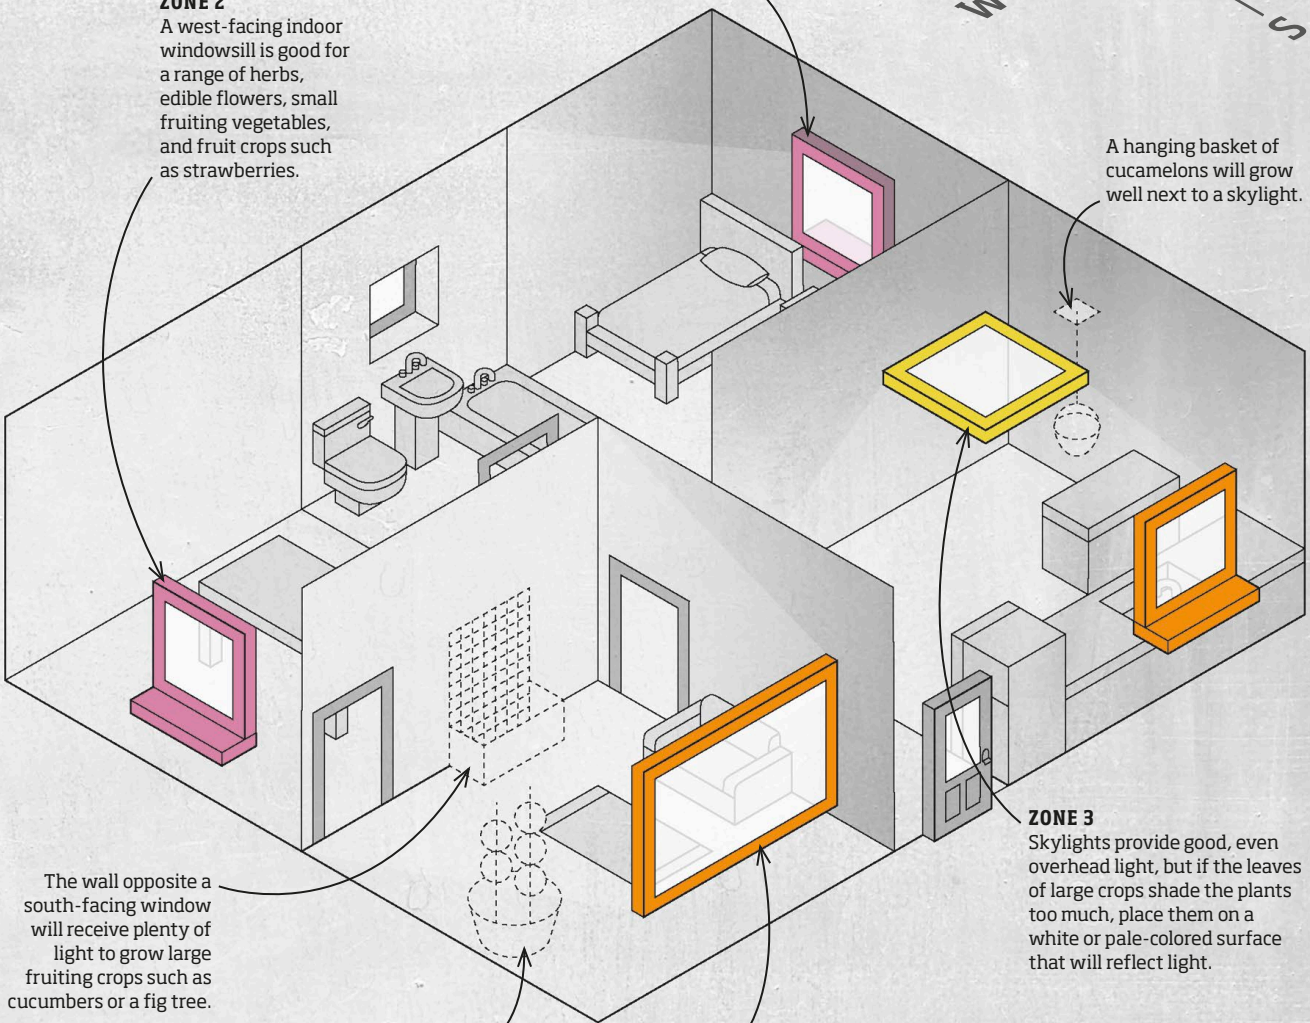 ZONE 2
A west-facing indoor
windowsill is good for
a range of herbs,
edible flowers, small
fruiting vegetables,
and fruit crops such
as strawberries.
W
S
A hanging basket of
cucamelons will grow
well next to a skylight.
The wall opposite a
south-facing window
will receive plenty of
light to grow large
fruiting crops such as
cucumbers or a fig tree.
ZONE 3
Skylights provide good, even
overhead light, but if the leaves
of large crops shade the plants
too much, place them on a
white or pale-colored surface
that will reflect light.